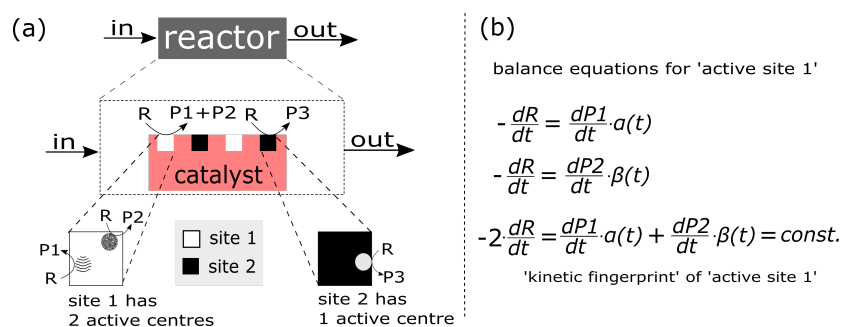 (a)
in
reactor
out
R
P1+P2
R
P3
in
out
catalyst
R
P2
P1
R
site 1
site 2
R
P3
site 1 has
2 active centres
site 2 has
1 active centre
(b)
balance equations for 'active site 1'
-dR/dt = dP1/dt·a(t)
-dR/dt = dP2/dt·β(t)
-2·dR/dt = dP1/dt·a(t) + dP2/dt·β(t) = const.
'kinetic fingerprint' of 'active site 1'